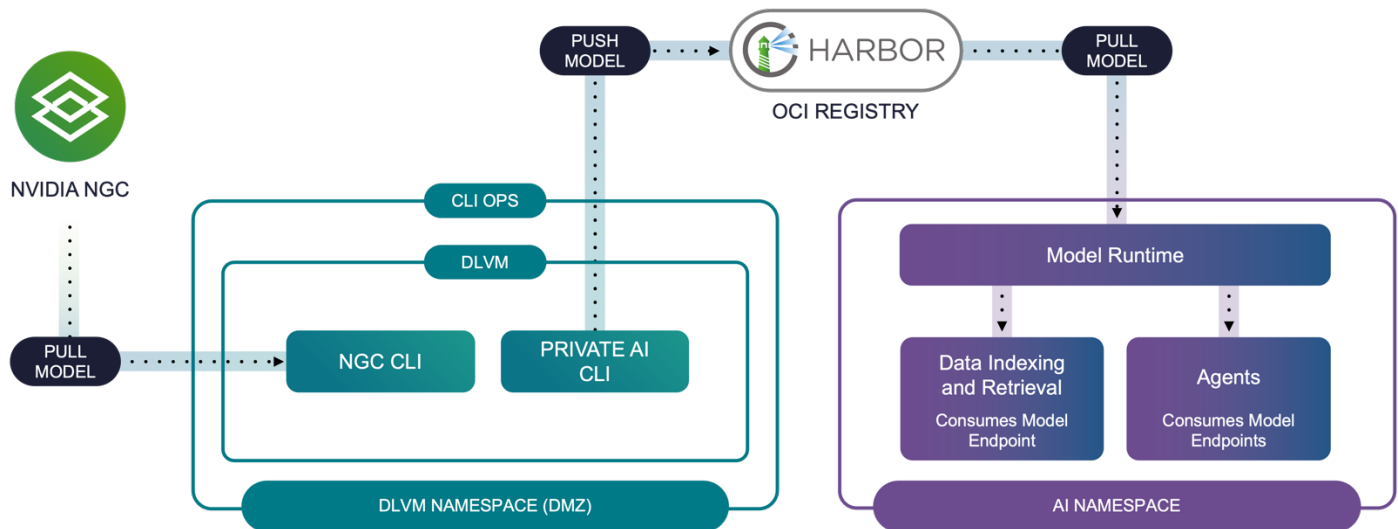 PUSH
MODEL
HARBOR
PULL
MODEL
OCI REGISTRY
NVIDIA NGC
CLI OPS
DLVM
PULL
MODEL
NGC CLI
PRIVATE AI
CLI
DLVM NAMESPACE (DMZ)
Model Runtime
Data Indexing
and Retrieval
Consumes Model
Endpoint
Agents
Consumes Model
Endpoints
AI NAMESPACE